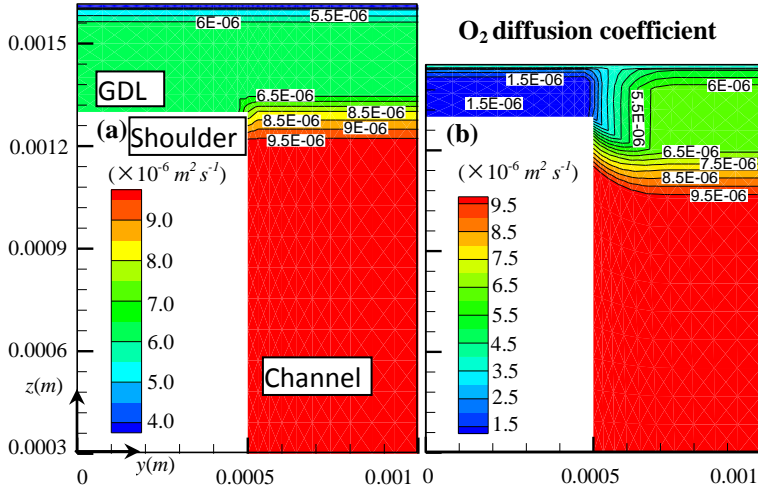 O2 diffusion coefficient
0.0015
0.0012
0.0009
0.0006
0.0003
z(m)
y(m)
0
0.0005
0.001
6E-06
5.5E-06
GDL
(a)
Shoulder
6.5E-06
8.5E-06
8.5E-06
9E-06
9.5E-06
(×10-6 m2 s-1)
9.0
8.0
7.0
6.0
5.0
4.0
Channel
1.5E-06
1.5E-06
5.5E-06
6E-06
(b)
6.5E-06
7.5E-06
8.5E-06
9.5E-06
(×10-6 m2 s-1)
9.5
8.5
7.5
6.5
5.5
4.5
3.5
2.5
1.5
0
0.0005
0.001